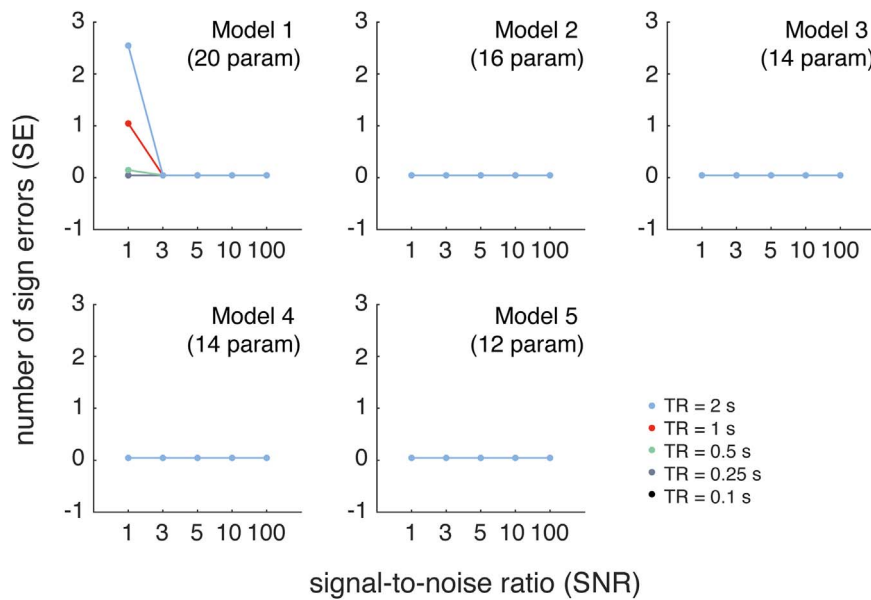 number of sign errors (SE)
3
2
1
0
-1
1 3 5 10 100
Model 1
(20 param)
3
2
1
0
-1
1 3 5 10 100
Model 2
(16 param)
3
2
1
0
-1
1 3 5 10 100
Model 3
(14 param)
3
2
1
0
-1
1 3 5 10 100
Model 4
(14 param)
3
2
1
0
-1
1 3 5 10 100
Model 5
(12 param)
TR = 2 s
TR = 1 s
TR = 0.5 s
TR = 0.25 s
TR = 0.1 s
signal-to-noise ratio (SNR)